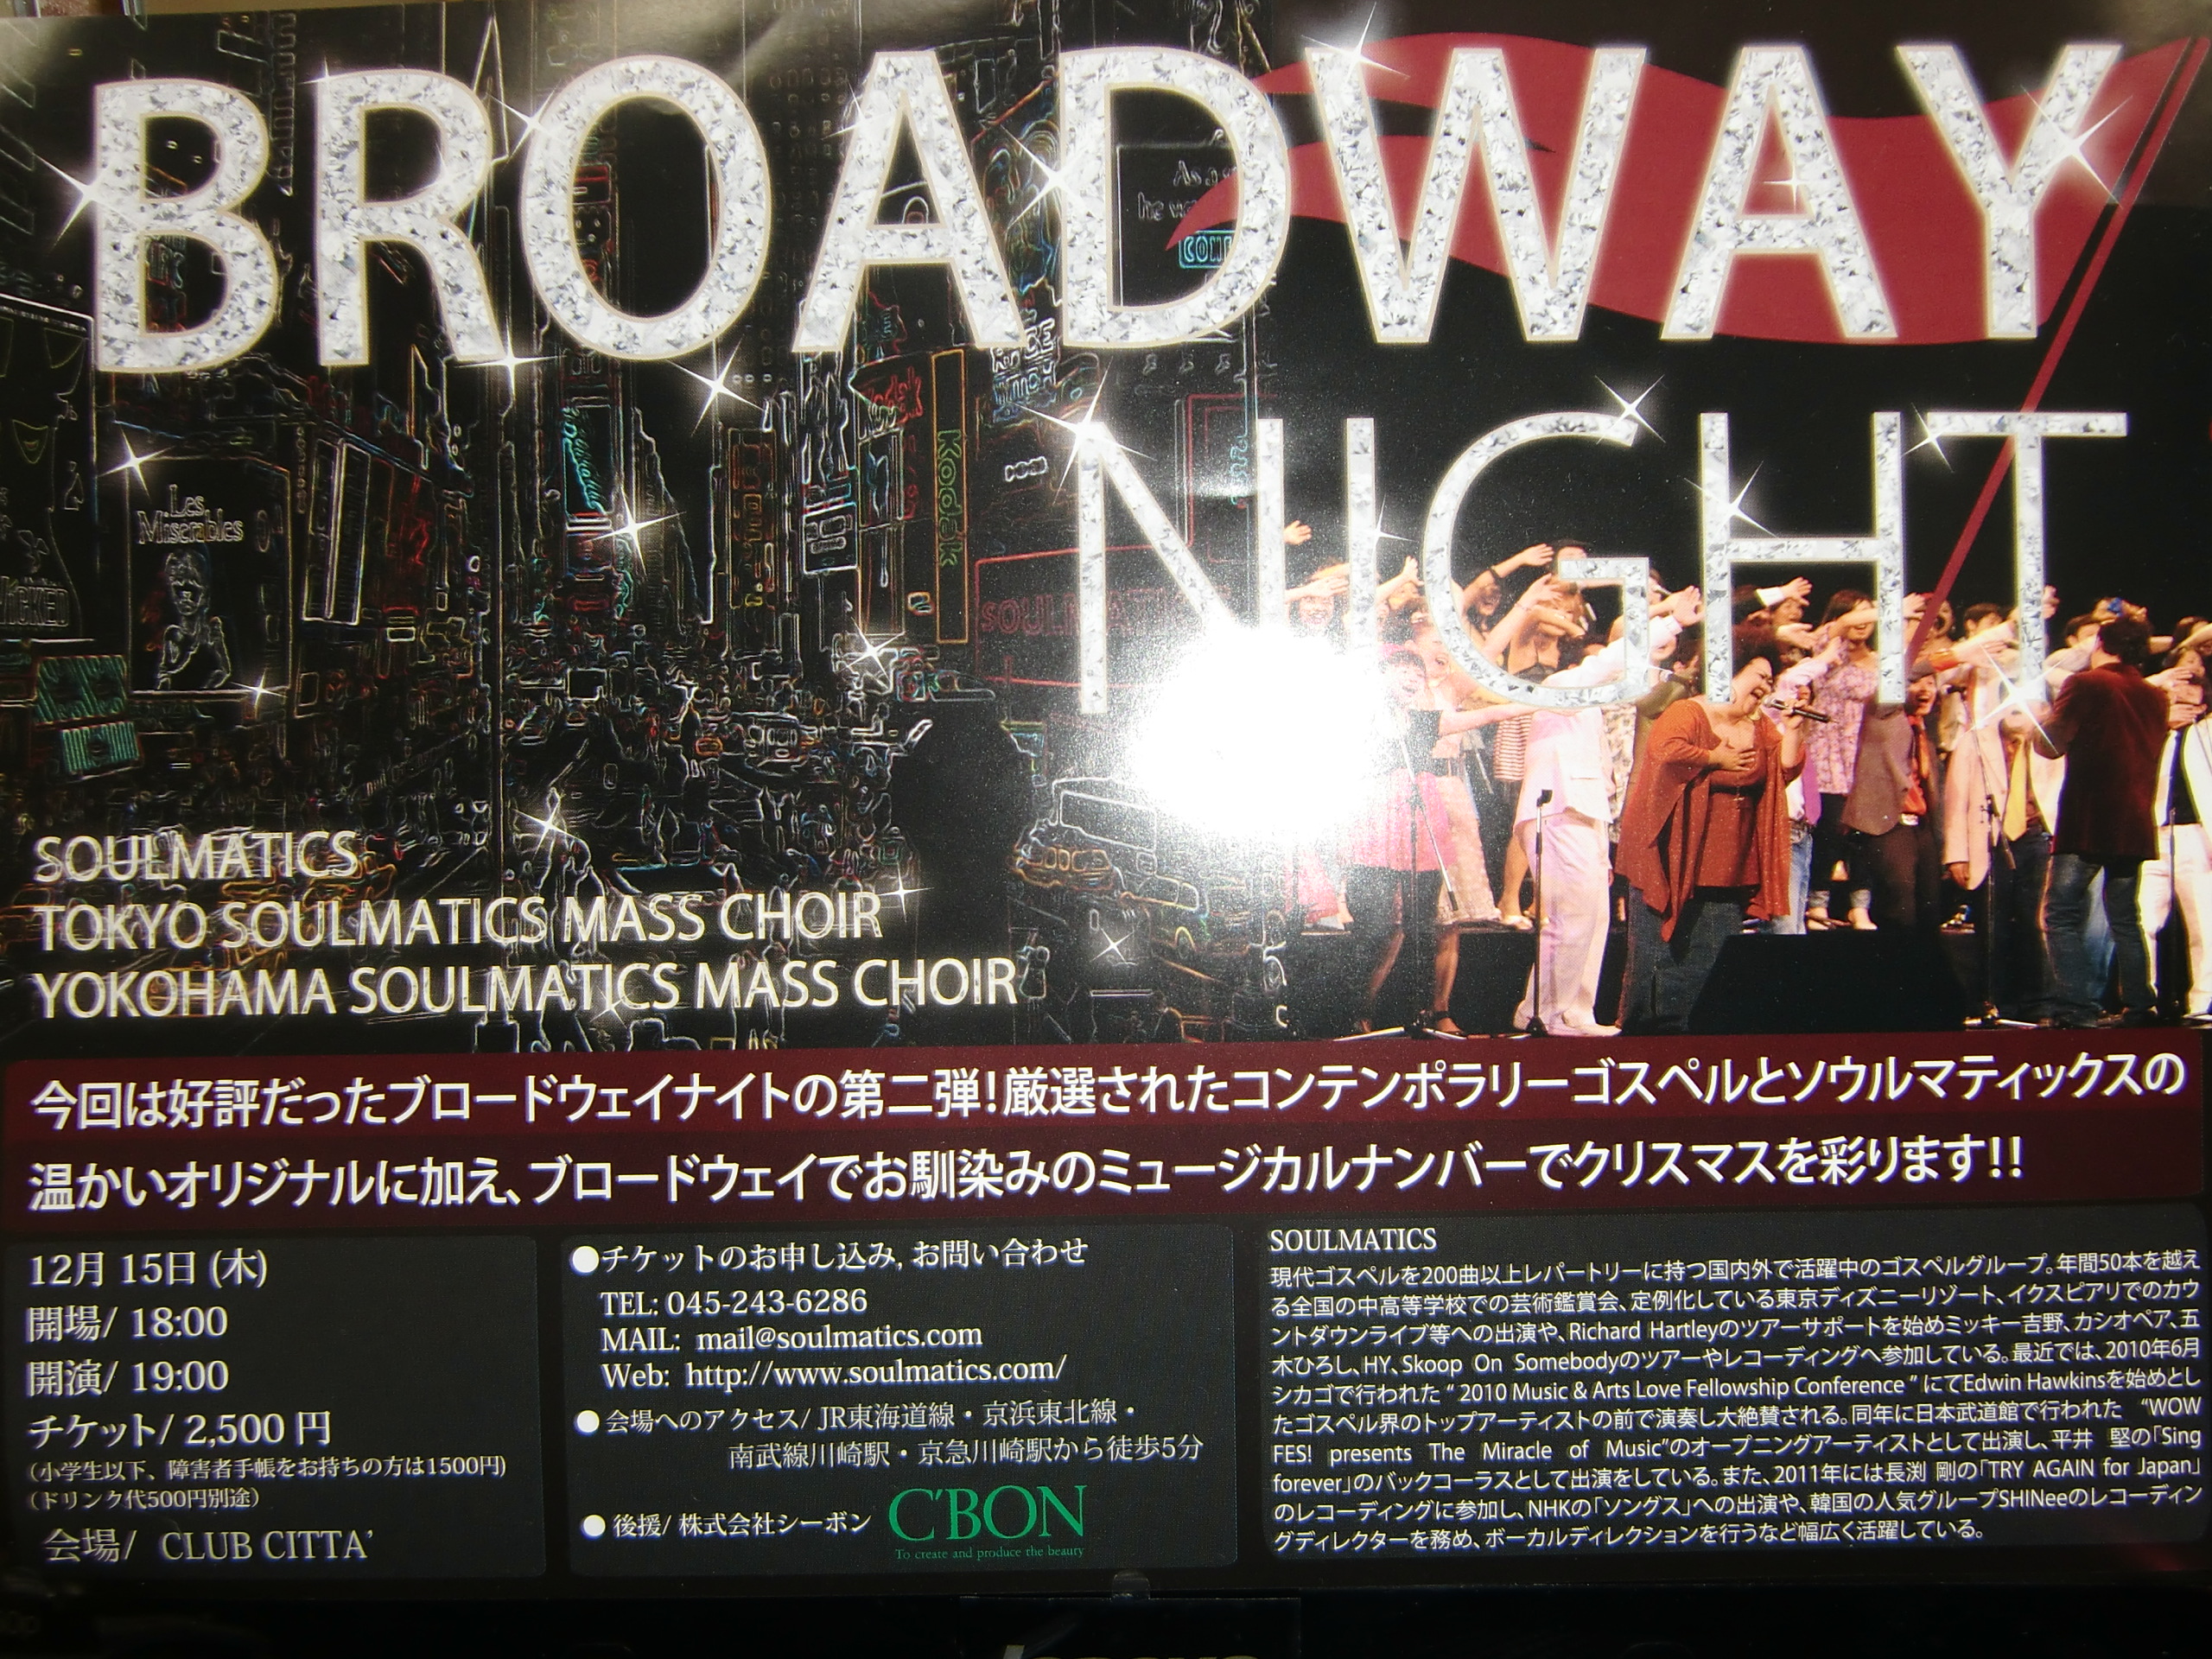 BROADWAY
NIGHT
As
he
COM
Kodak
Kodak
Les
Misérables
WICKED
SOULMATICS
SOULMATICS
TOKYO SOULMATICS MASS CHOIR
YOKOHAMA SOULMATICS MASS CHOIR
今回は好評だったブロードウェイナイトの第二弾!厳選されたコンテンポラリーゴスペルとソウルマティックスの
温かいオリジナルに加え、ブロードウェイでお馴染みのミュージカルナンバーでクリスマスを彩ります!!
12月 15日 (木)
開場/ 18:00
開演/ 19:00
チケット/ 2,500 円
(小学生以下、障害者手帳をお持ちの方は1500円)
(ドリンク代500円別途)
会場/ CLUB CITTA'
●チケットのお申し込み, お問い合わせ
TEL: 045-243-6286
MAIL: mail@soulmatics.com
Web: http://www.soulmatics.com/
● 会場へのアクセス/ JR東海道線・京浜東北線・
南武線川崎駅・京急川崎駅から徒歩5分
● 後援/ 株式会社シーボン C'BON
To create and produce the beauty
SOULMATICS
現代ゴスペルを200曲以上レパートリーに持つ国内外で活躍中のゴスペルグループ。年間50本を越え
る全国の中高等学校での芸術鑑賞会、定例化している東京ディズニーリゾート、イクスピアリでのカウ
ントダウンライブ等への出演や、Richard Hartleyのツアーサポートを始めミッキー吉野、カシオペア、五
木ひろし、HY、Skoop On Somebodyのツアーやレコーディングへ参加している。最近では、2010年6月
シカゴで行われた “ 2010 Music & Arts Love Fellowship Conference ” にてEdwin Hawkinsを始めとし
たゴスペル界のトップアーティストの前で演奏し大絶賛される。同年に日本武道館で行われた “WOW
FES! presents The Miracle of Music”のオープニングアーティストとして出演し、平井 堅の「Sing
forever」のバックコーラスとして出演をしている。また、2011年には長渕 剛の「TRY AGAIN for Japan」
のレコーディングに参加し、NHKの「ソングス」への出演や、韓国の人気グループSHINeeのレコーディン
グディレクターを務め、ボーカルディレクションを行うなど幅広く活躍している。